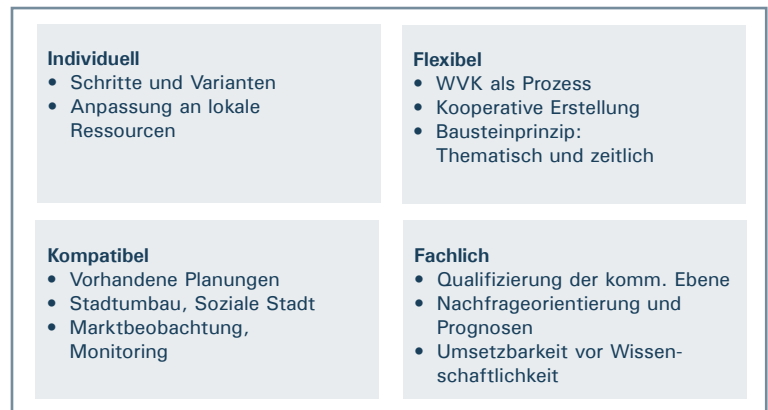 Individuell
• Schritte und Varianten
• Anpassung an lokale
Ressourcen
Flexibel
• WVK als Prozess
• Kooperative Erstellung
• Bausteinprinzip:
Thematisch und zeitlich
Kompatibel
• Vorhandene Planungen
• Stadtumbau, Soziale Stadt
• Marktbeobachtung,
Monitoring
Fachlich
• Qualifizierung der komm. Ebene
• Nachfrageorientierung und
Prognosen
• Umsetzbarkeit vor Wissen-
schaftlichkeit